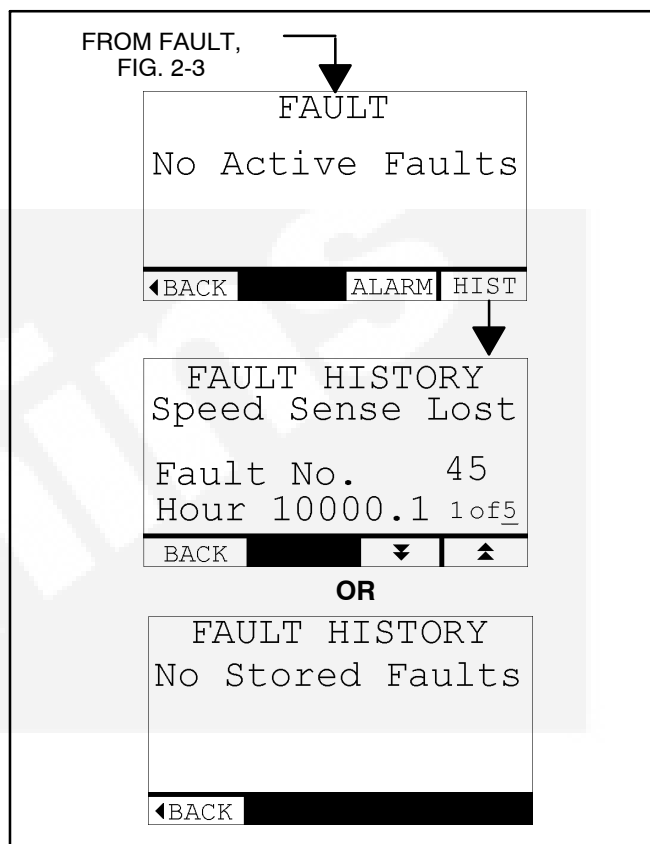 FROM FAULT,
FIG. 2-3
FAULT
No Active Faults
◀BACK ALARM HIST
FAULT HISTORY
Speed Sense Lost
Fault No. 45
Hour 10000.1 1of5
BACK
OR
FAULT HISTORY
No Stored Faults
◀BACK